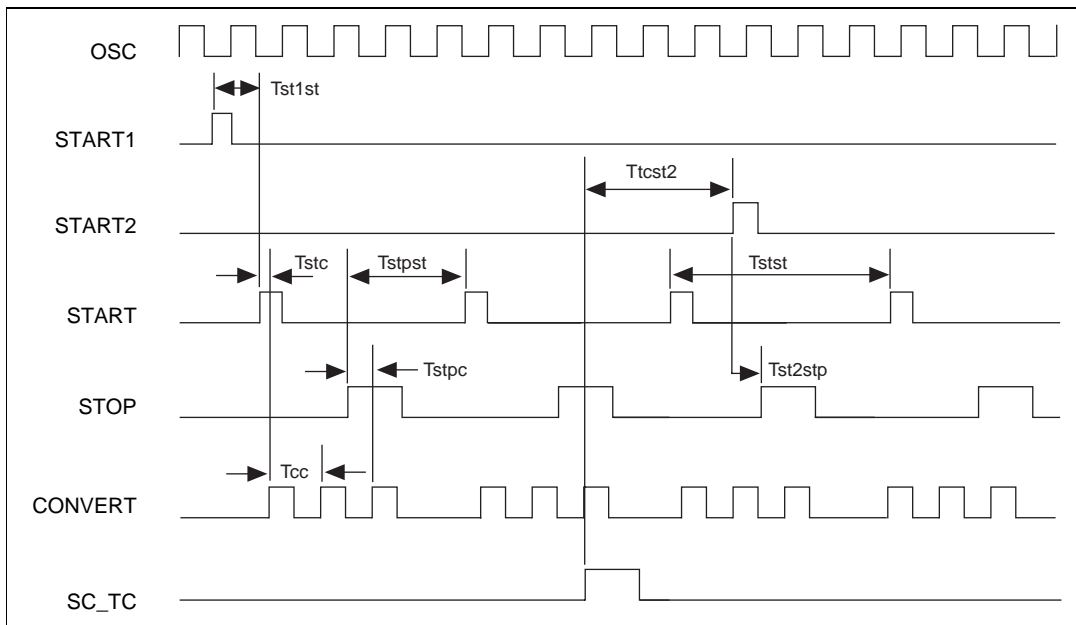 OSC
Tst1st
START1
Ttcst2
START2
Tstc
Tstpst
Tstst
START
Tstpc
Tst2stp
STOP
Tcc
CONVERT
SC_TC